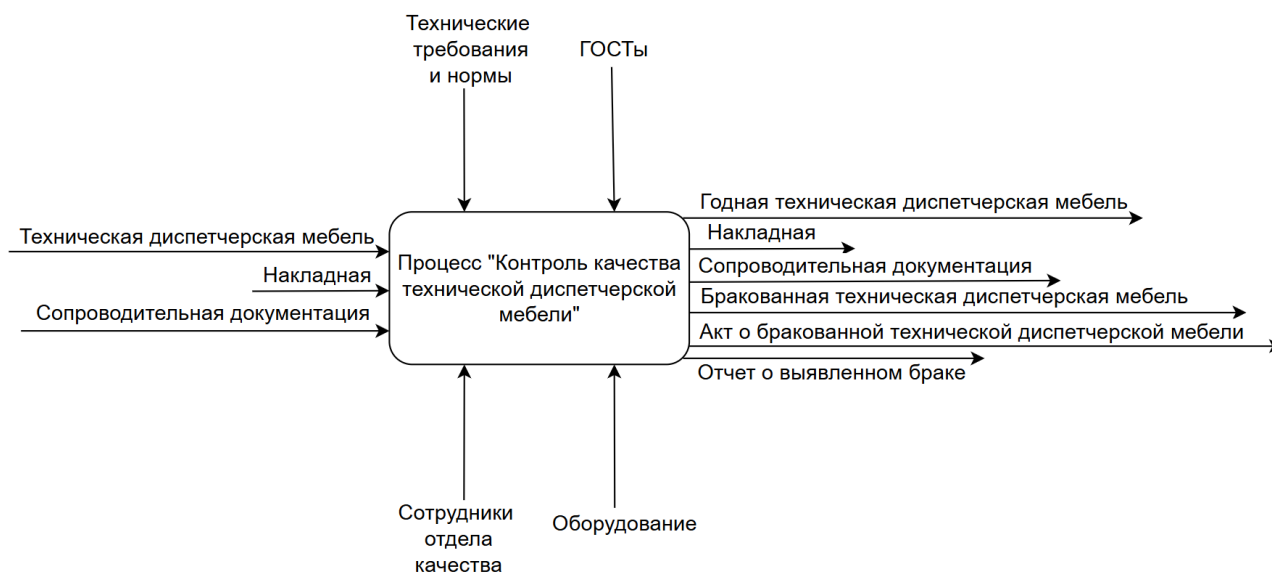 Технические
требования
и нормы
ГОСТы
Техническая диспетчерская мебель
Накладная
Сопроводительная документация
Процесс "Контроль качества
технической диспетчерской
мебели"
Годная техническая диспетчерская мебель
Накладная
Сопроводительная документация
Бракованная техническая диспетчерская мебель
Акт о бракованной технической диспетчерской мебели
Отчет о выявленном браке
Сотрудники
отдела
качества
Оборудование